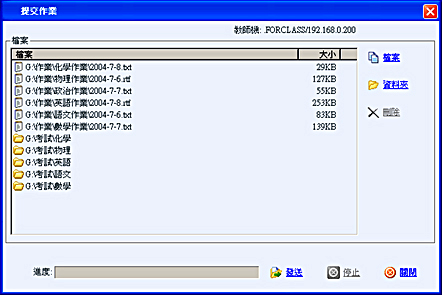 提交作業
教師機: .FORCLASS/192.168.0.200
檔案
檔案 大小
G:\作業\化學作業\2004-7-8.txt 29KB
G:\作業\物理作業\2004-7-6.rtf 127KB
G:\作業\政治作業\2004-7-7.txt 55KB
G:\作業\英語作業\2004-7-8.rtf 253KB
G:\作業\語文作業\2004-7-6.txt 83KB
G:\作業\數學作業\2004-7-7.txt 139KB
G:\考試\化學
G:\考試\物理
G:\考試\英語
G:\考試\語文
G:\考試\數學
檔案
資料夾
刪除
進度: 發送 停止 關閉